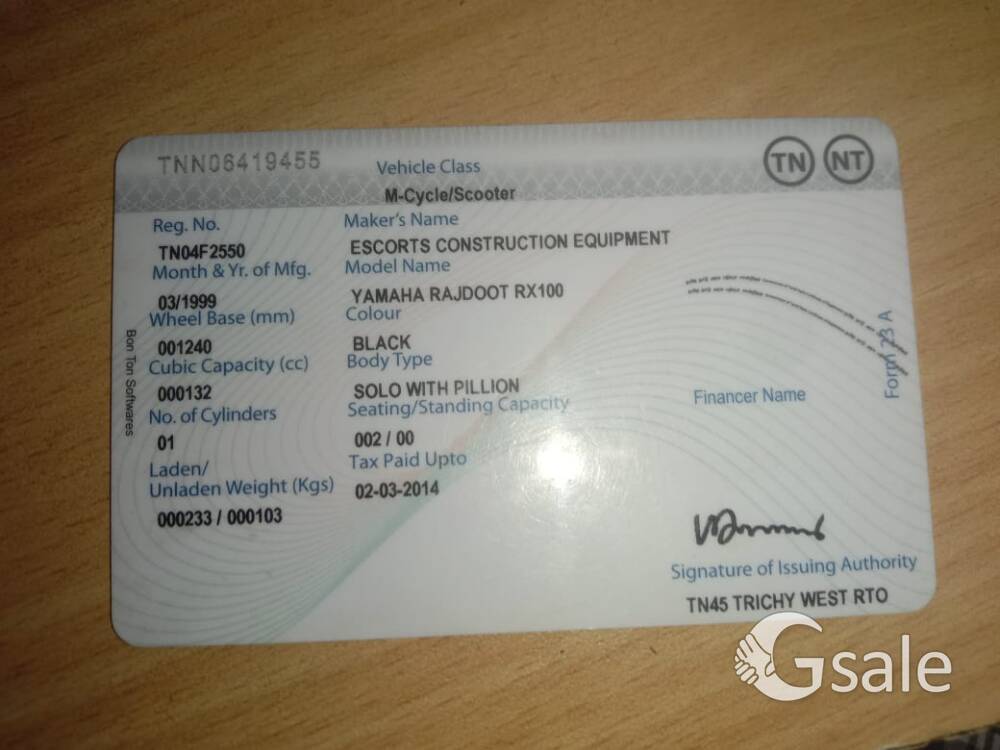 TNN06419455
Vehicle Class
TN NT
M-Cycle/Scooter
Reg. No.
Maker's Name
TN04F2550
ESCORTS CONSTRUCTION EQUIPMENT
Month & Yr. of Mfg.
Model Name
03/1999
YAMAHA RAJDOOT RX100
Wheel Base (mm)
Colour
001240
BLACK
Cubic Capacity (cc)
Body Type
000132
SOLO WITH PILLION
No. of Cylinders
Seating/Standing Capacity
01
002 / 00
Laden/
Unladen Weight (Kgs)
Tax Paid Upto
000233 / 000103
02-03-2014
Financer Name
Form 23 A
Bon Ton Softwares
Signature of Issuing Authority
TN45 TRICHY WEST RTO
Gsale